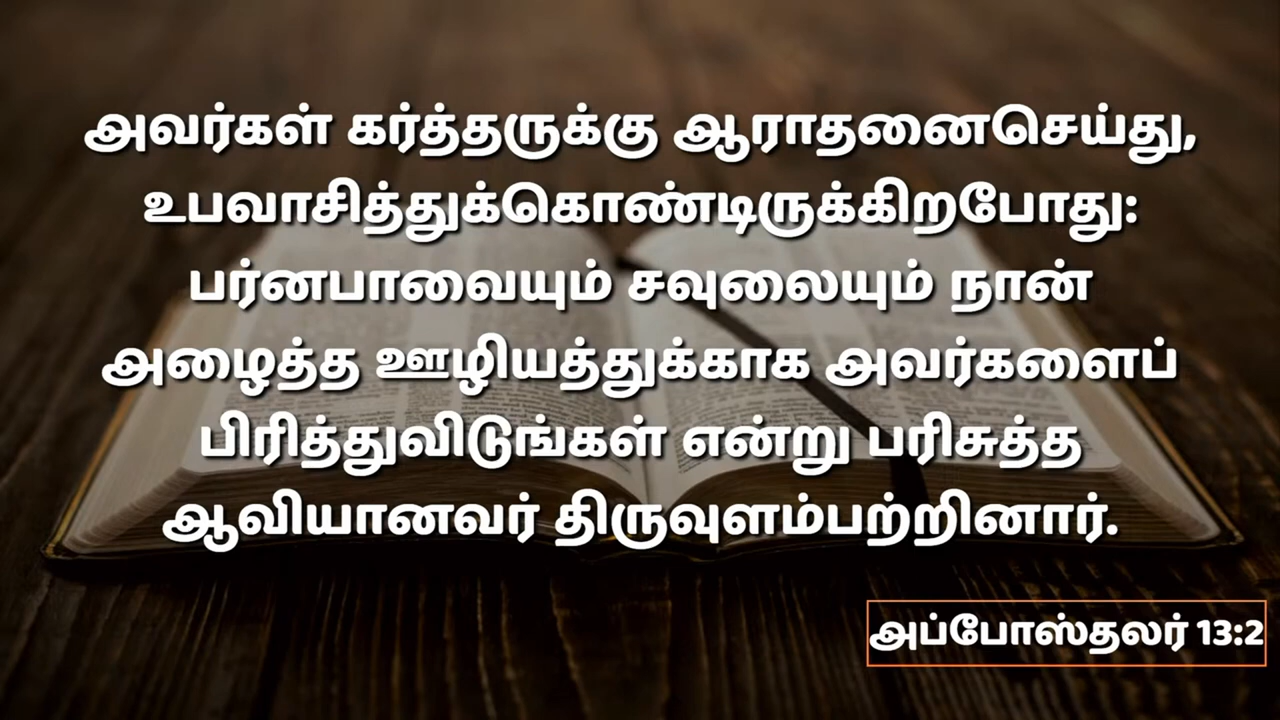 அவர்கள் கர்த்தருக்கு ஆராதனைசெய்து,
உபவாசித்துக்கொண்டிருக்கிறபோது:
பர்னபாவையும் சவுலையும் நான்
அழைத்த ஊழியத்துக்காக அவர்களைப்
பிரித்துவிடுங்கள் என்று பரிசுத்த
ஆவியானவர் திருவுளம்பற்றினார்.
அப்போஸ்தலர் 13:2